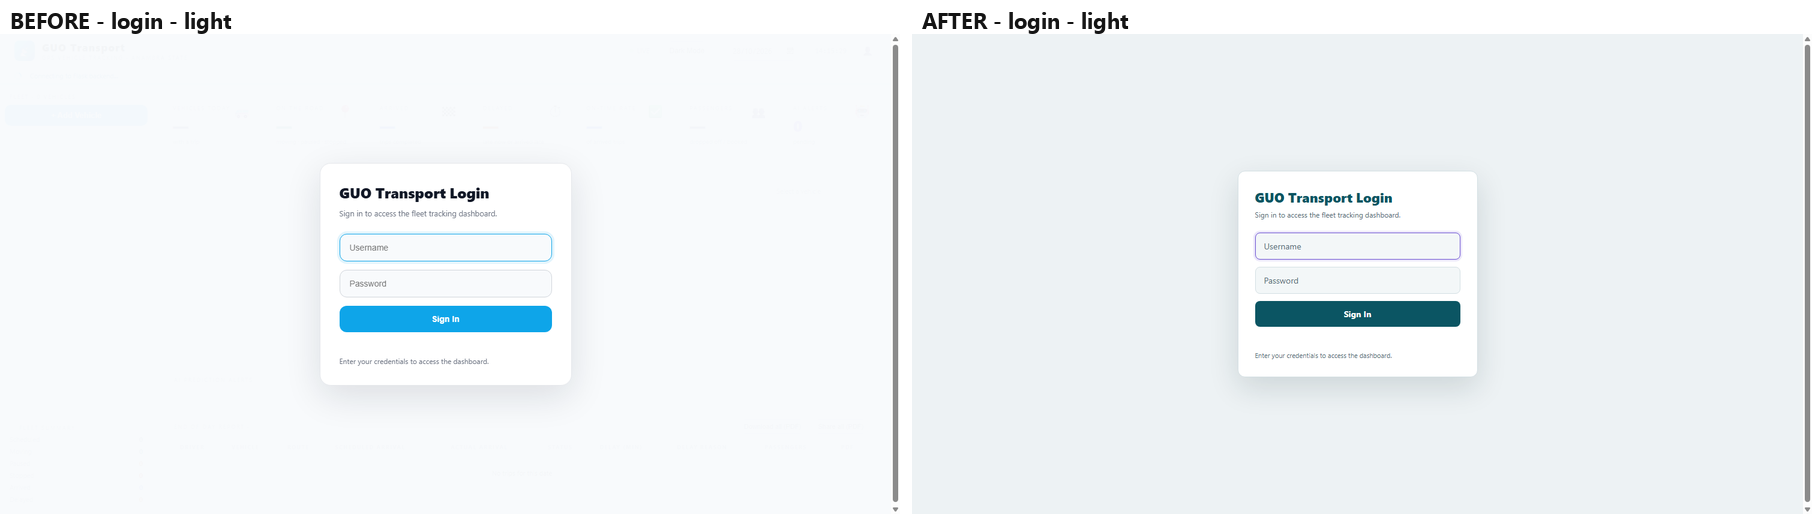 BEFORE - login - light
GUO Transport
GUO Transport Login
Sign in to access the fleet tracking dashboard.
Username
Password
Sign In
Enter your credentials to access the dashboard.
AFTER - login - light
GUO Transport Login
Sign in to access the fleet tracking dashboard.
Username
Password
Sign In
Enter your credentials to access the dashboard.